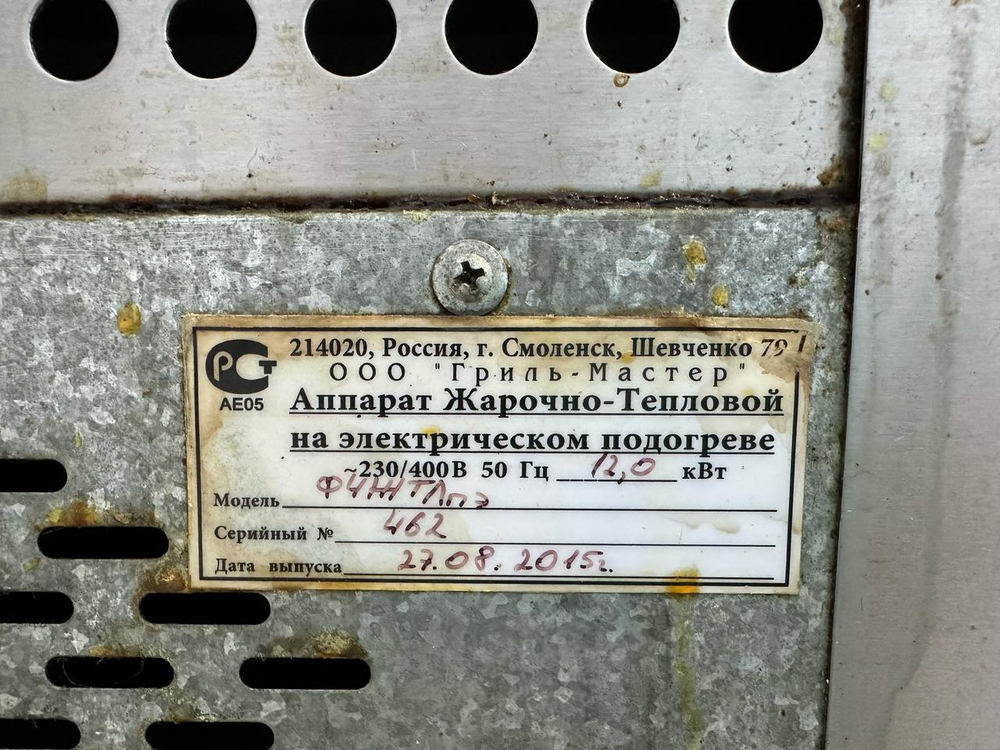 214020, Россия, г. Смоленск, Шевченко 79
РСТ
АЕ05
ООО "Гриль-Мастер"
Аппарат Жарочно-Тепловой
на электрическом подогреве
~230/400В 50 Гц 12,0 кВт
Модель Ф4ЖТЛпэ
Серийный № 462
Дата выпуска 27.08.2015г.